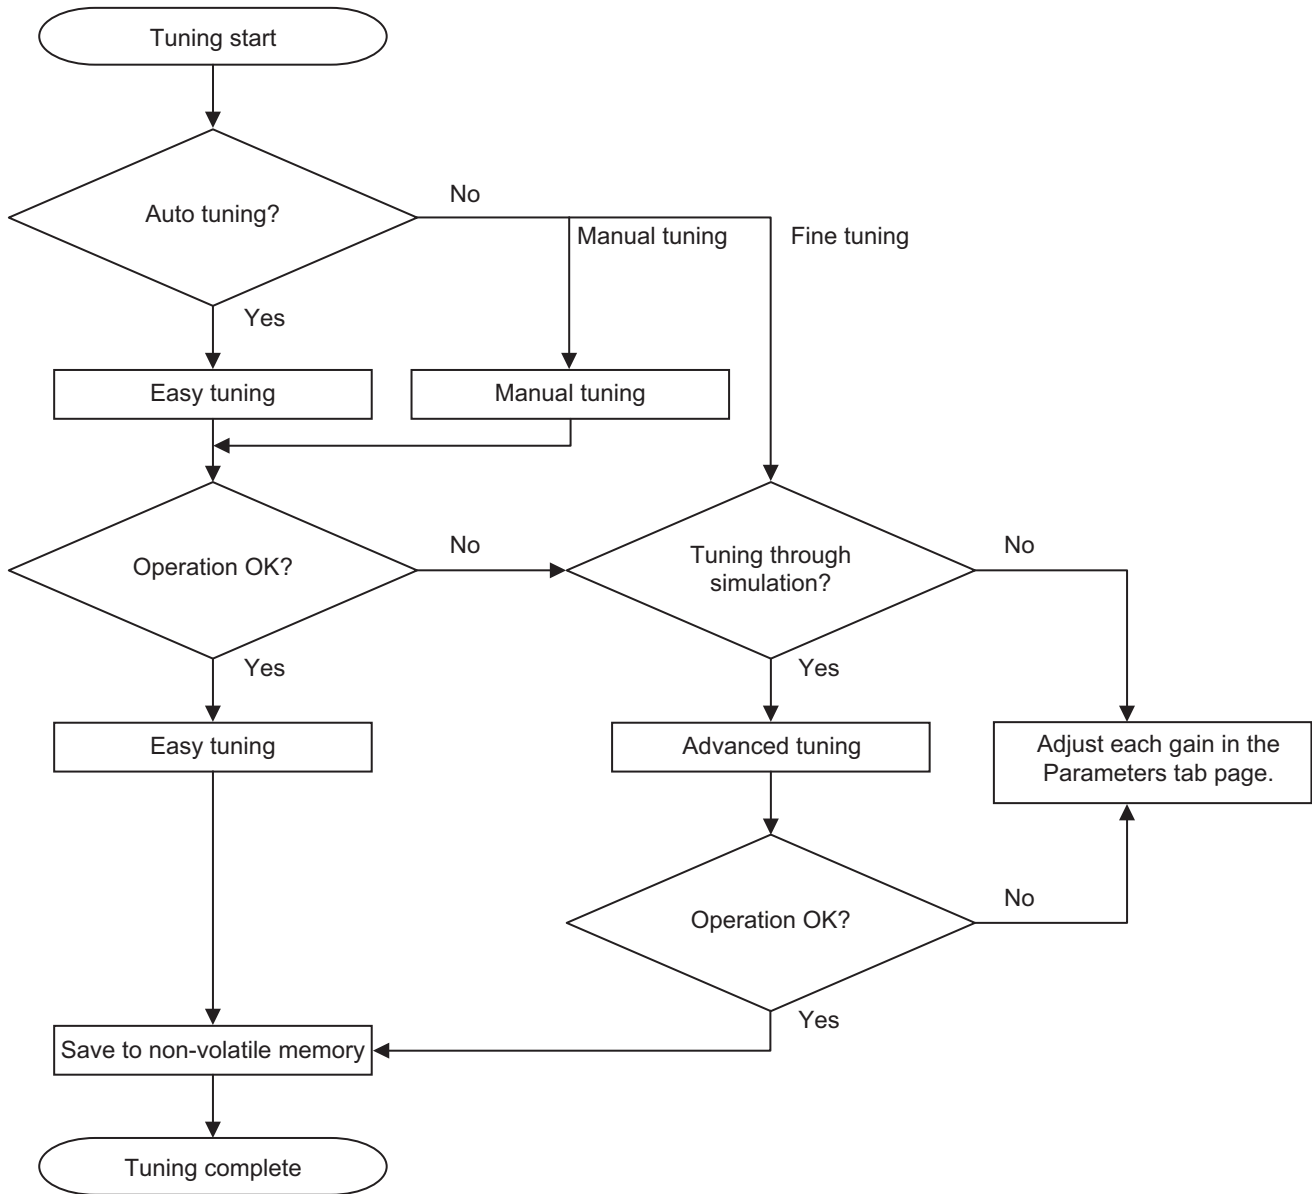 Tuning start
Auto tuning?
No
Manual tuning
Fine tuning
Yes
Easy tuning
Manual tuning
Operation OK?
No
Tuning through
simulation?
No
Yes
Yes
Easy tuning
Advanced tuning
Adjust each gain in the
Parameters tab page.
Operation OK?
No
Yes
Save to non-volatile memory
Tuning complete